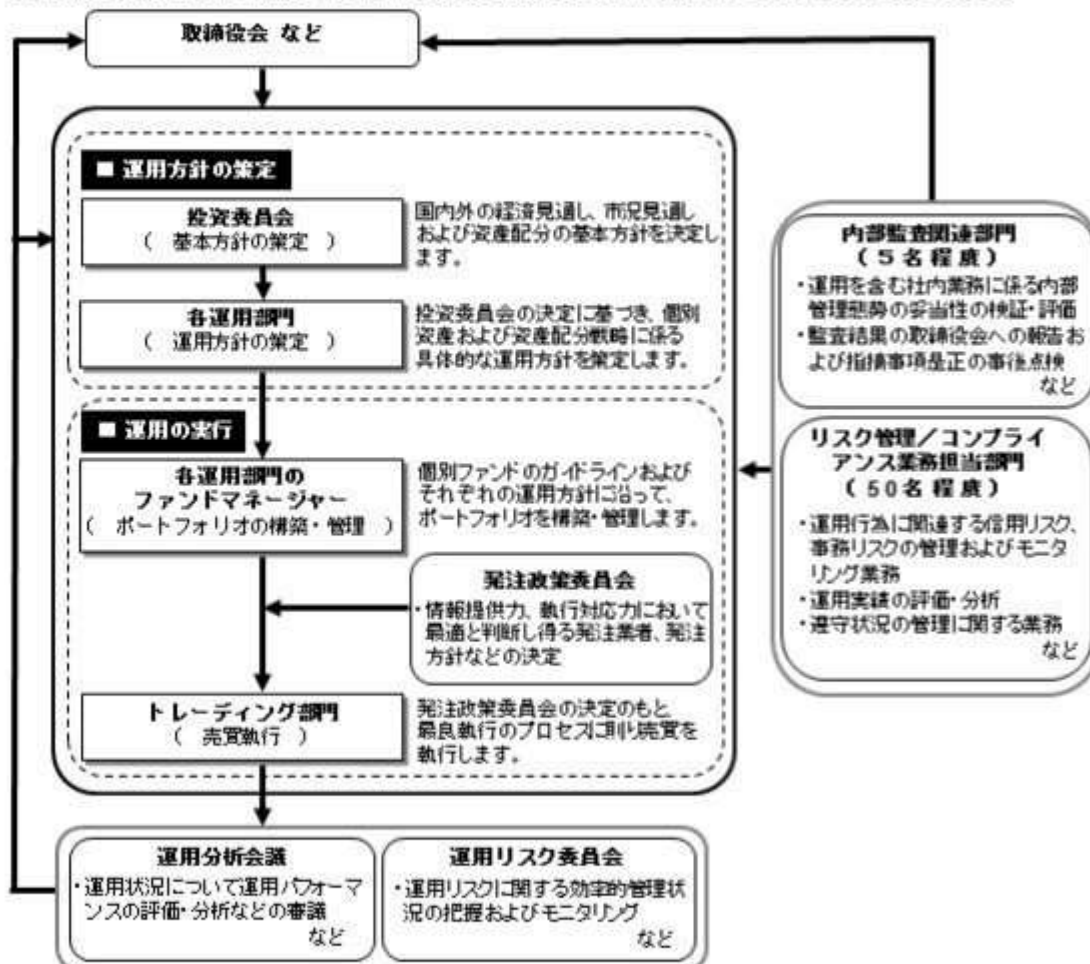 取締役会 など
■ 運用方針の策定
投資委員会
（ 基本方針の策定 ）
国内外の経済見通し、市況見通し
および資産配分の基本方針を決定し
ます。
各運用部門
（ 運用方針の策定 ）
投資委員会の決定に基づき、個別
資産および資産配分戦略に係る
具体的な運用方針を策定します。
■ 運用の実行
各運用部門の
ファンドマネージャー
（ ポートフォリオの構築・管理 ）
個別ファンドのガイドラインおよび
それぞれの運用方針に沿って、
ポートフォリオを構築・管理します。
発注政策委員会
・情報提供力、執行対応力において
最適と判断し得る発注業者、発注
方針などの決定
トレーディング部門
（ 売買執行 ）
発注政策委員会の決定のもと
最良執行のプロセスに則り売買を
執行します。
内部監査関連部門
（５名程度）
・運用を含む社内業務に係る内部
管理態勢の妥当性の検証・評価
・監査結果の取締役会への報告お
よび指摘事項是正の事後点検
など
リスク管理／コンプライ
アンス業務担当部門
（50名程度）
・運用行為に関連する信用リスク、
事務リスクの管理およびモニタ
リング業務
・運用実績の評価・分析
・遵守状況の管理に関する業務
など
運用分析会議
・運用状況について運用パフォーマ
ンスの評価・分析などの審議
など
運用リスク委員会
・運用リスクに関する効率的管理状
況の把握およびモニタリング
など